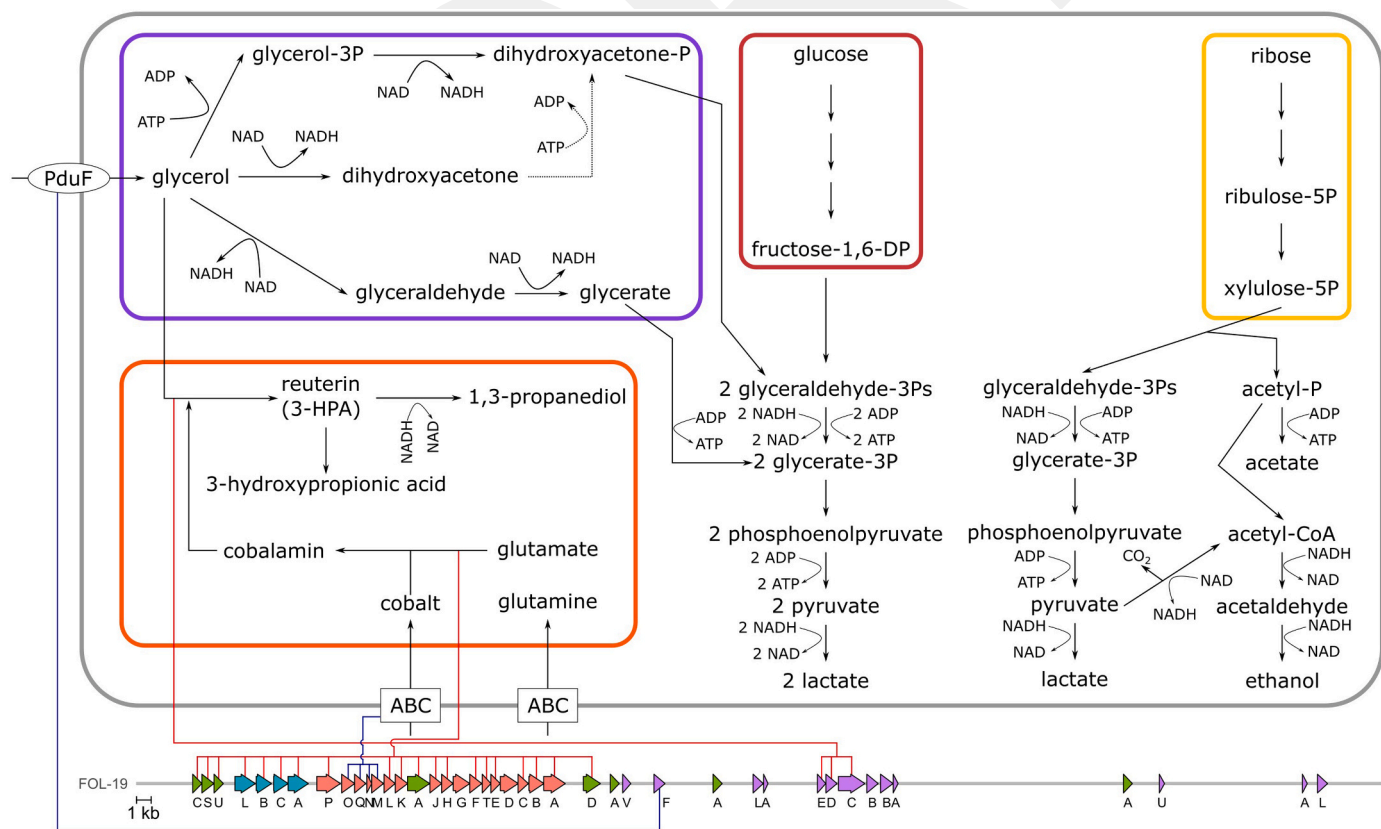 glycerol-3P
dihydroxyacetone-P
ADP
ATP
NAD
NADH
ADP
ATP
NAD
NADH
PduF
glycerol
dihydroxyacetone
NADH
NAD
NAD
NADH
glyceraldehyde
glycerate
glucose
fructose-1,6-DP
ribose
ribulose-5P
xylulose-5P
reuterin
(3-HPA)
1,3-propanediol
NADH
NAD
3-hydroxypropionic acid
cobalamin
glutamate
cobalt
glutamine
ABC
ABC
ADP
ATP
2 glyceraldehyde-3Ps
2 NADH
2 ADP
2 NAD
2 ATP
2 glycerate-3P
2 phosphoenolpyruvate
2 ADP
2 ATP
2 pyruvate
2 NADH
2 NAD
2 lactate
glyceraldehyde-3Ps
NADH
ADP
NAD
ATP
glycerate-3P
phosphoenolpyruvate
ADP
ATP
CO₂
NAD
NADH
pyruvate
NADH
NAD
lactate
acetyl-P
ADP
ATP
acetate
acetyl-CoA
NADH
NAD
acetaldehyde
NADH
NAD
ethanol
FOL-19
1 kb
C S U L B C A P O Q N M L K A J H G F T E D C B A D A V F A L A E D C B B A A U A L